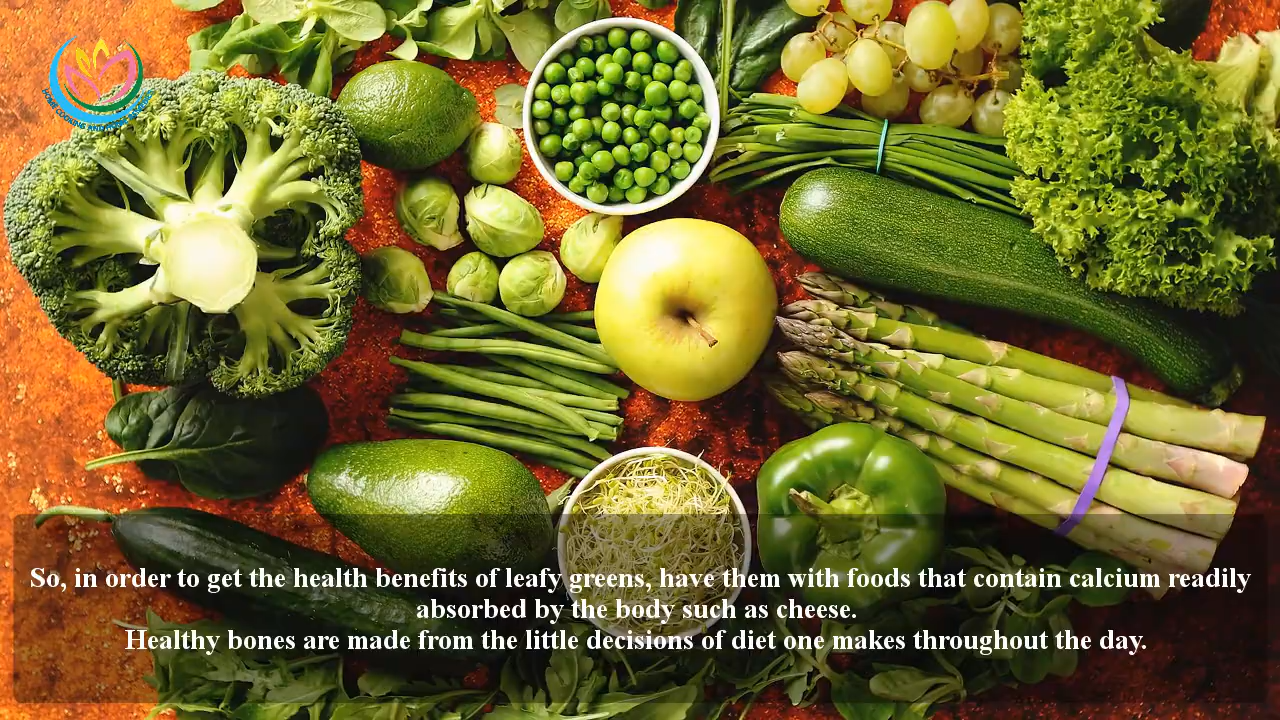 So, in order to get the health benefits of leafy greens, have them with foods that contain calcium readily
absorbed by the body such as cheese.
Healthy bones are made from the little decisions of diet one makes throughout the day.